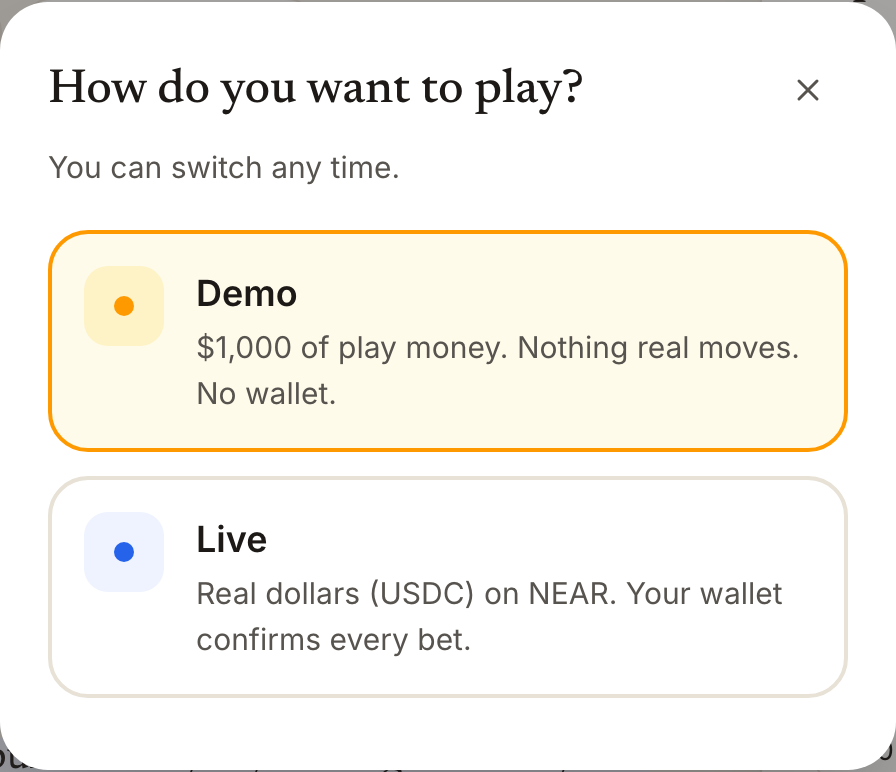 How do you want to play?
You can switch any time.
Demo
$1,000 of play money. Nothing real moves.
No wallet.
Live
Real dollars (USDC) on NEAR. Your wallet
confirms every bet.